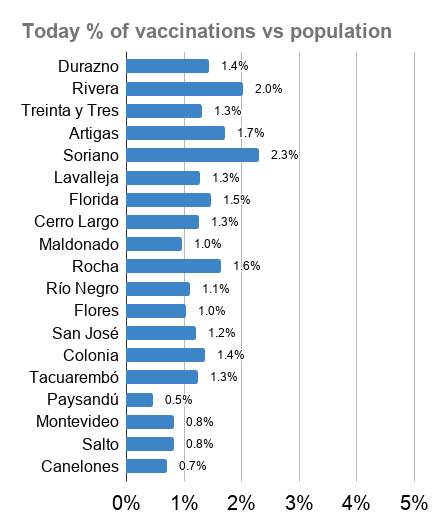 Today % of vaccinations vs population
Durazno 1.4%
Rivera 2.0%
Treinta y Tres 1.3%
Artigas 1.7%
Soriano 2.3%
Lavalleja 1.3%
Florida 1.5%
Cerro Largo 1.3%
Maldonado 1.0%
Rocha 1.6%
Río Negro 1.1%
Flores 1.0%
San José 1.2%
Colonia 1.4%
Tacuarembó 1.3%
Paysandú 0.5%
Montevideo 0.8%
Salto 0.8%
Canelones 0.7%
0% 1% 2% 3% 4% 5%